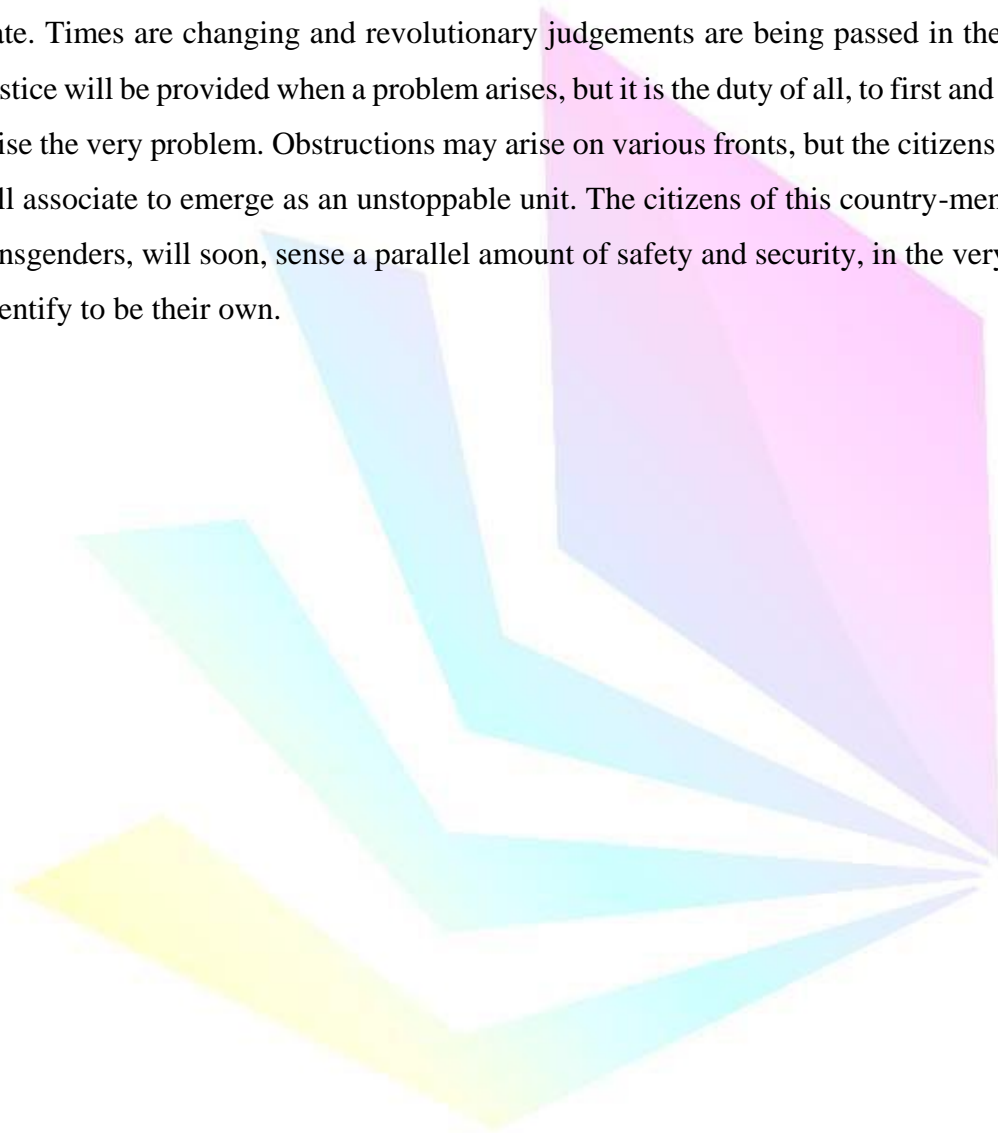 ate. Times are changing and revolutionary judgements are being passed in the
stice will be provided when a problem arises, but it is the duty of all, to first and
ise the very problem. Obstructions may arise on various fronts, but the citizens
ll associate to emerge as an unstoppable unit. The citizens of this country-men
nsgenders, will soon, sense a parallel amount of safety and security, in the very
entify to be their own.